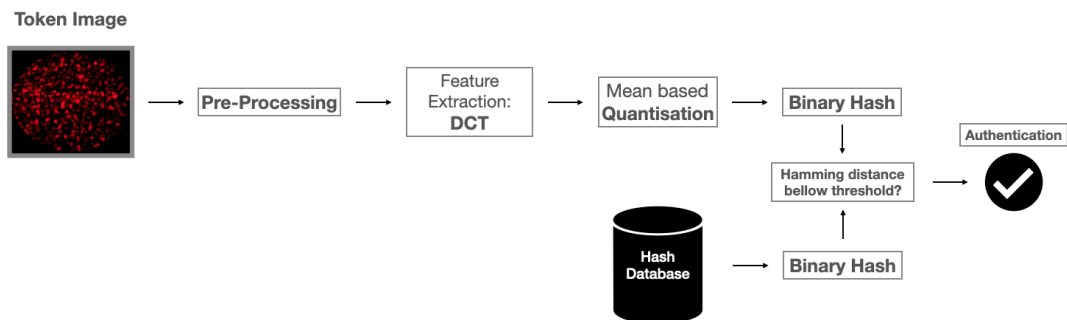 Token Image
Pre-Processing
Feature
Extraction:
DCT
Mean based
Quantisation
Binary Hash
Authentication
Hamming distance
bellow threshold?
Hash
Database
Binary Hash